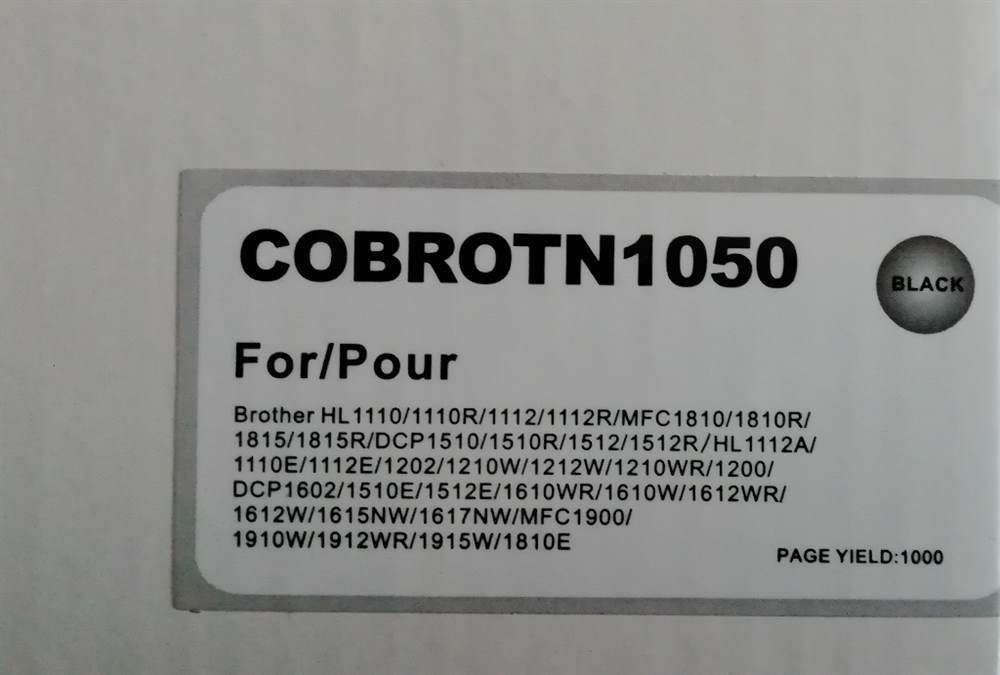 COBROTN1050
BLACK
For/Pour
Brother HL1110/1110R/1112/1112R/MFC1810/1810R/
1815/1815R/DCP1510/1510R/1512/1512R/HL1112A/
1110E/1112E/1202/1210W/1212W/1210WR/1200/
DCP1602/1510E/1512E/1610WR/1610W/1612WR/
1612W/1615NW/1617NW/MFC1900/
1910W/1912WR/1915W/1810E
PAGE YIELD:1000